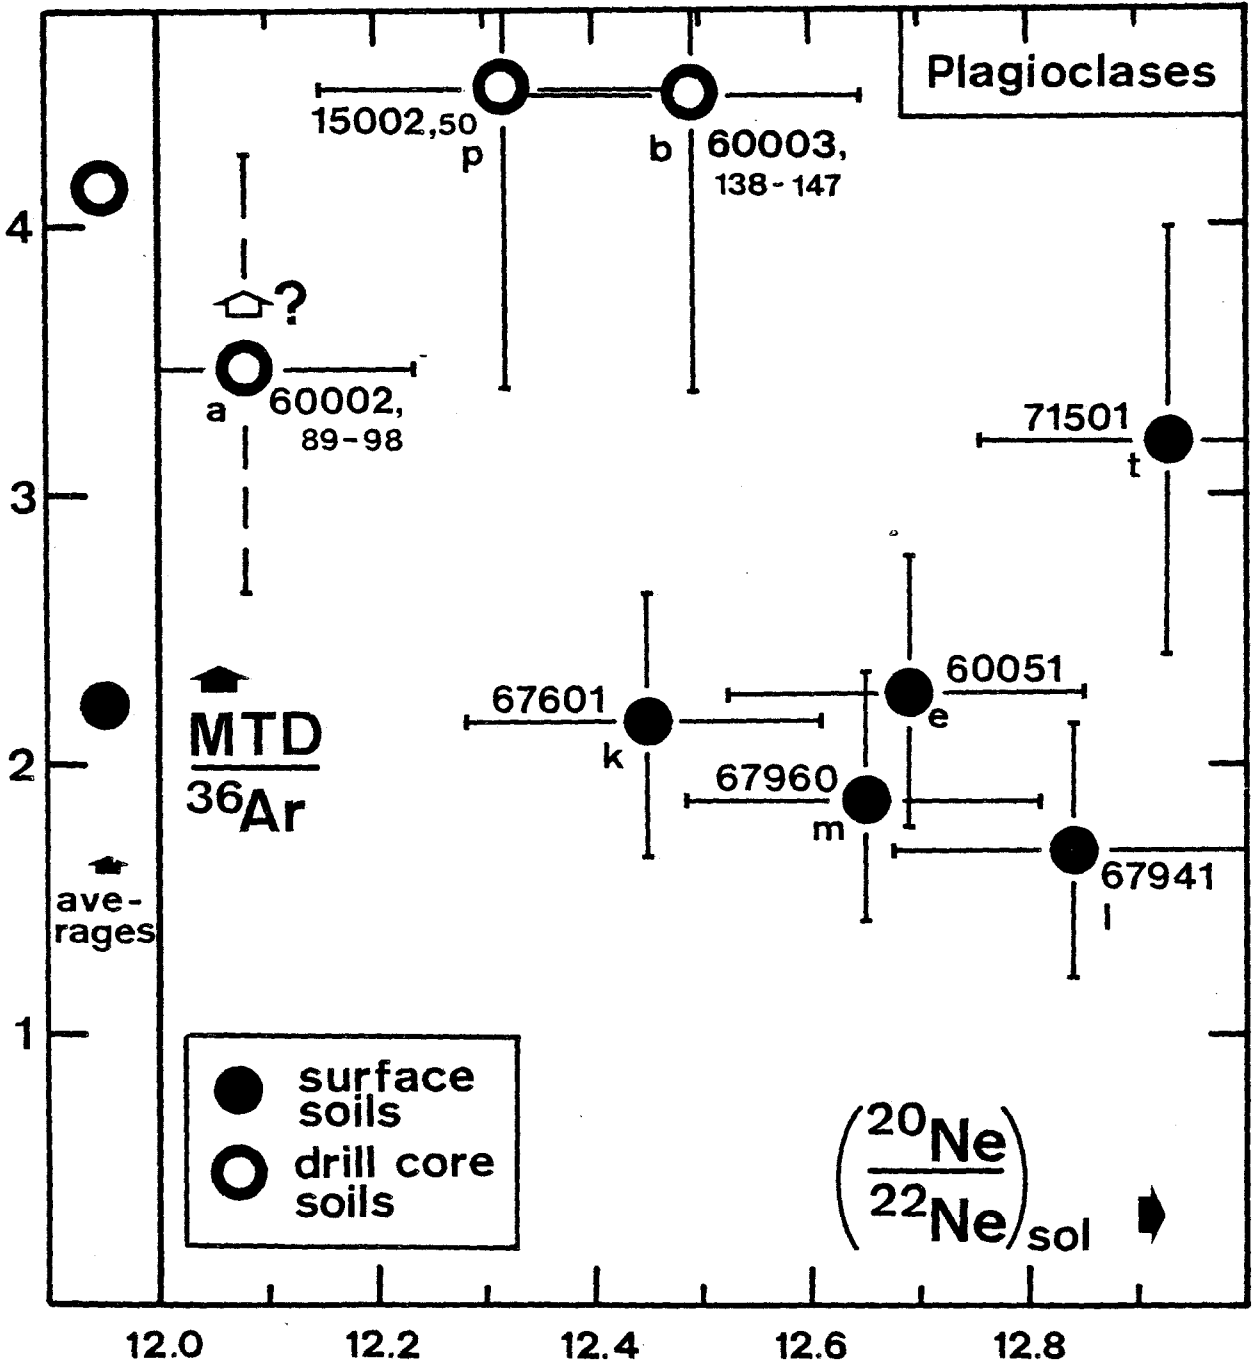 Plagioclases
15002,50
p
b
60003,
138-147
4
?
a
60002,
89-98
71501
t
3
60051
e
67601
k
67960
m
67941
l
MTD
36Ar
2
ave-
rages
1
surface
soils
drill core
soils
(20Ne
22Ne)sol
12.0 12.2 12.4 12.6 12.8